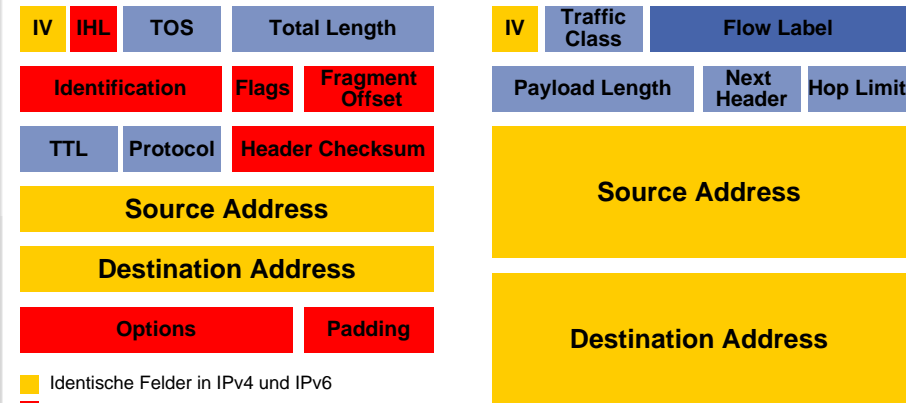 IV IHL TOS Total Length
Identification Flags Fragment Offset
TTL Protocol Header Checksum
Source Address
Destination Address
Options Padding
Identische Felder in IPv4 und IPv6
IV Traffic Class Flow Label
Payload Length Next Header Hop Limit
Source Address
Destination Address